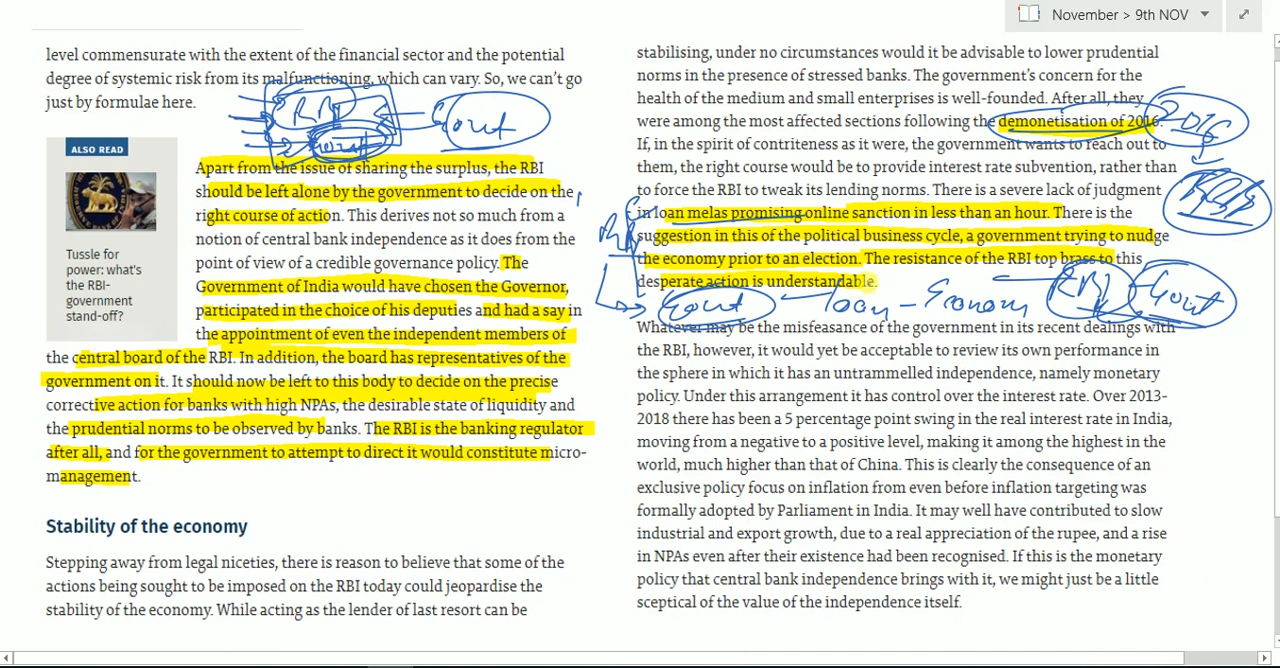 November > 9th NOV
level commensurate with the extent of the financial sector and the potential
degree of systemic risk from its malfunctioning, which can vary. So, we can't go
just by formulae here.
RBI
Govt
Govt
ALSO READ
Tussle for
power: what's
the RBI-
government
stand-off?
Apart from the issue of sharing the surplus, the RBI
should be left alone by the government to decide on the
right course of action. This derives not so much from a
notion of central bank independence as it does from the
point of view of a credible governance policy. The
Government of India would have chosen the Governor,
participated in the choice of his deputies and had a say in
the appointment of even the independent members of
the central board of the RBI. In addition, the board has representatives of the
government on it. It should now be left to this body to decide on the precise
corrective action for banks with high NPAs, the desirable state of liquidity and
the prudential norms to be observed by banks. The RBI is the banking regulator
after all, and for the government to attempt to direct it would constitute micro-
management.
Stability of the economy
Stepping away from legal niceties, there is reason to believe that some of the
actions being sought to be imposed on the RBI today could jeopardise the
stability of the economy. While acting as the lender of last resort can be
stabilising, under no circumstances would it be advisable to lower prudential
norms in the presence of stressed banks. The government's concern for the
health of the medium and small enterprises is well-founded. After all, they
were among the most affected sections following the demonetisation of 2016.
2016
If, in the spirit of contriteness as it were, the government wants to reach out to
them, the right course would be to provide interest rate subvention, rather than
to force the RBI to tweak its lending norms. There is a severe lack of judgment
in loan melas promising online sanction in less than an hour. There is the
suggestion in this of the political business cycle, a government trying to nudge
the economy prior to an election. The resistance of the RBI top brass to this
desperate action is understandable.
Govt
loan - Economy
RBI
Govt
Whatever may be the misfeasance of the government in its recent dealings with
the RBI, however, it would yet be acceptable to review its own performance in
the sphere in which it has an untrammelled independence, namely monetary
policy. Under this arrangement it has control over the interest rate. Over 2013-
2018 there has been a 5 percentage point swing in the real interest rate in India,
moving from a negative to a positive level, making it among the highest in the
world, much higher than that of China. This is clearly the consequence of an
exclusive policy focus on inflation from even before inflation targeting was
formally adopted by Parliament in India. It may well have contributed to slow
industrial and export growth, due to a real appreciation of the rupee, and a rise
in NPAs even after their existence had been recognised. If this is the monetary
policy that central bank independence brings with it, we might just be a little
sceptical of the value of the independence itself.